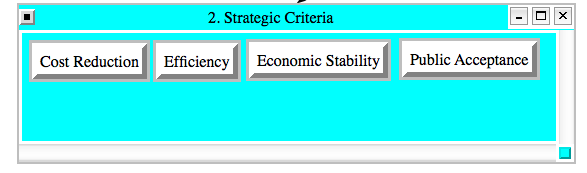 2. Strategic Criteria
Cost Reduction
Efficiency
Economic Stability
Public Acceptance